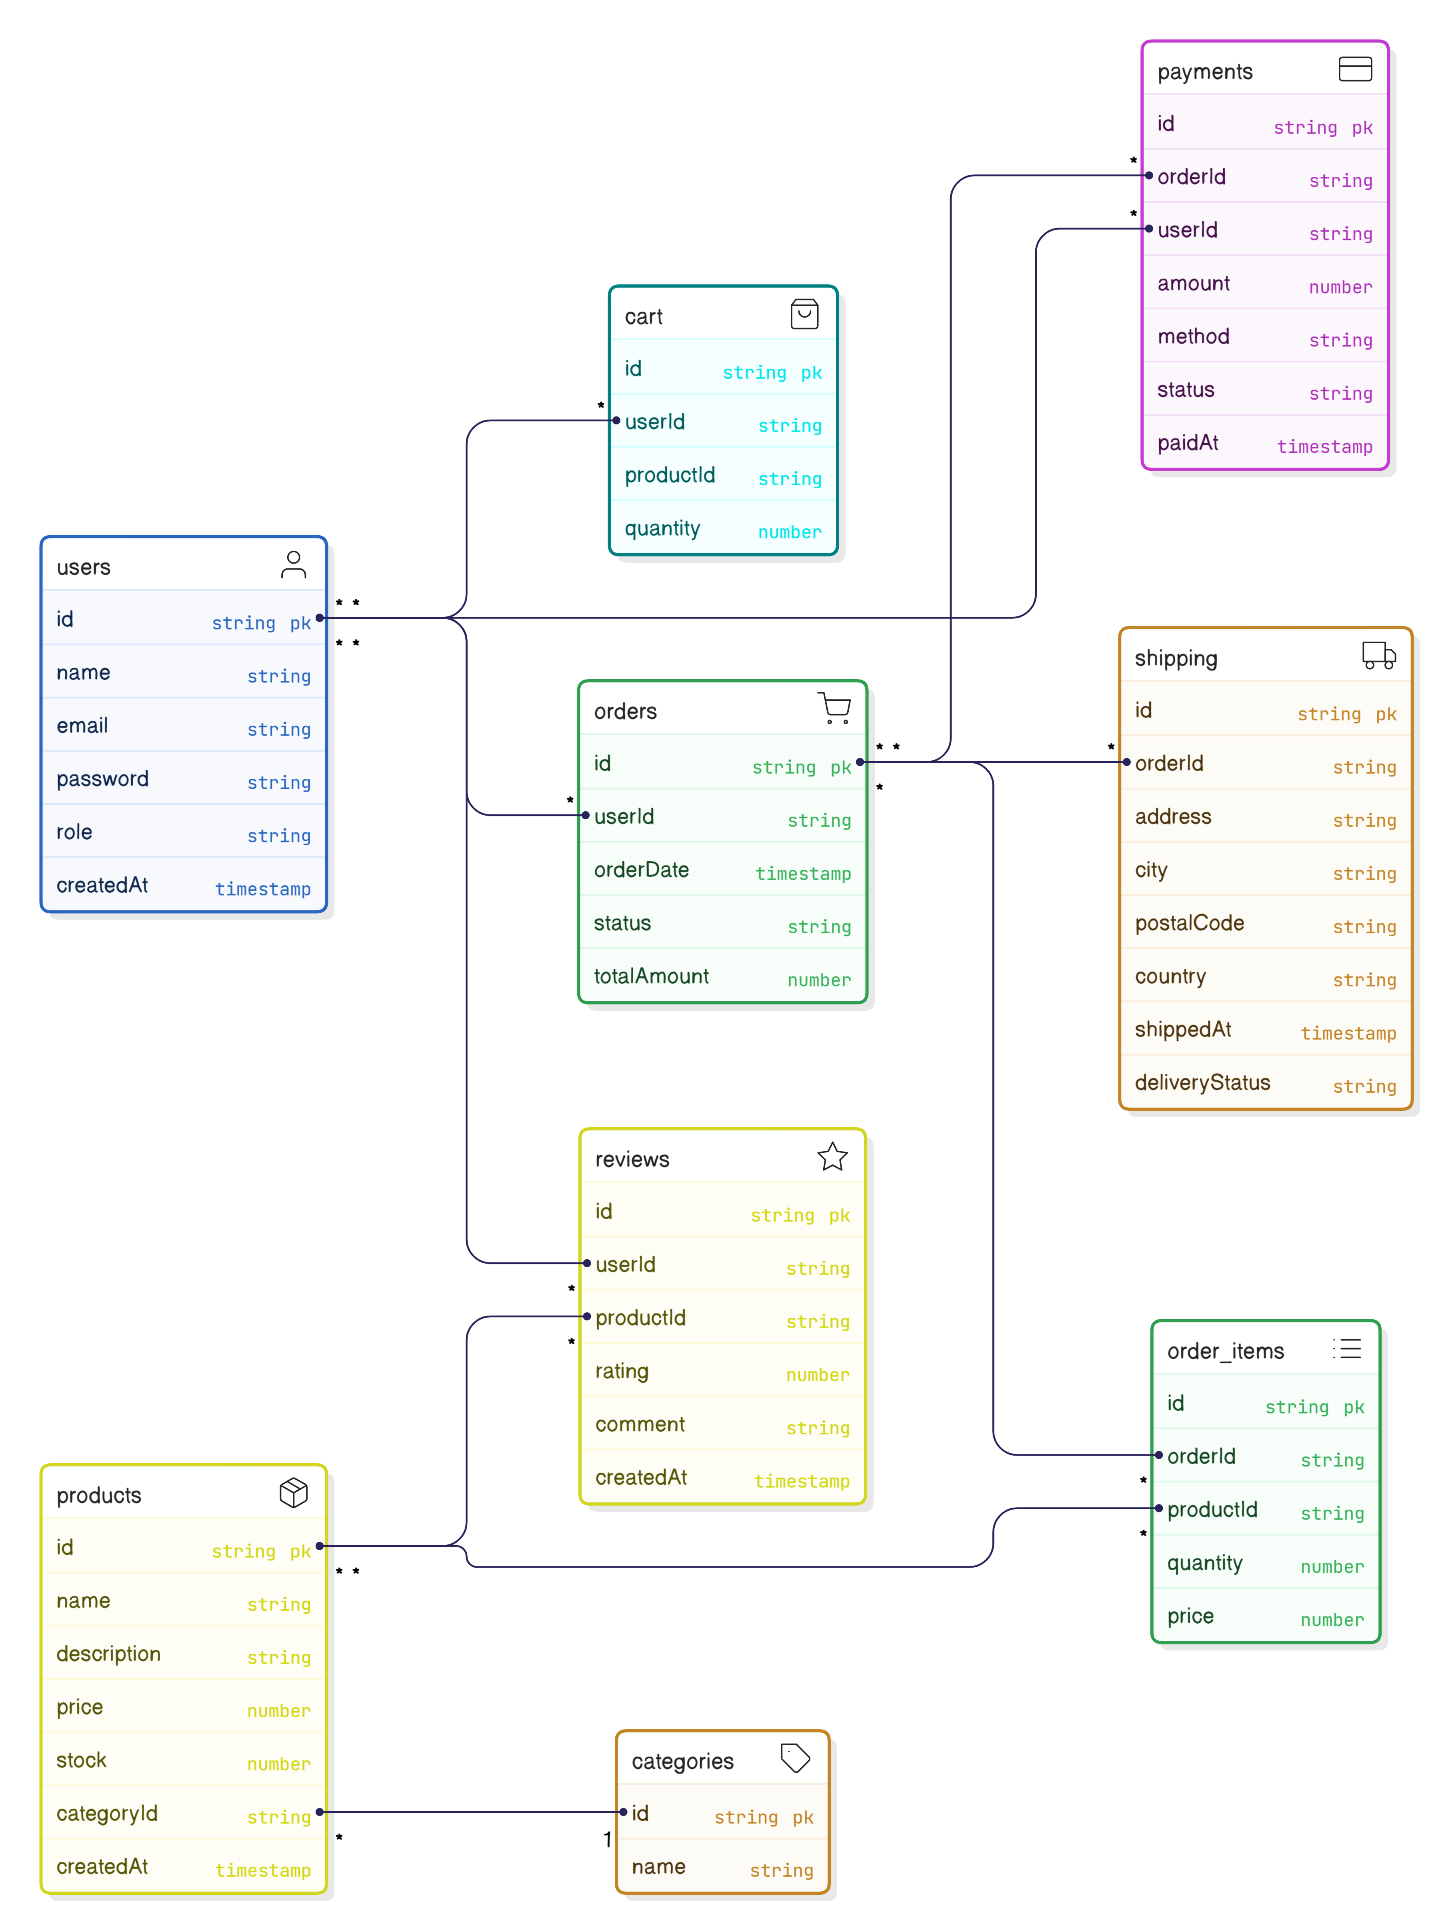 payments
id string pk
* orderId string
* userId string
amount number
method string
status string
paidAt timestamp
cart
id string pk
* userId string
productId string
quantity number
users
* *
id string pk
* *
name string
email string
password string
role string
createdAt timestamp
orders
* *
id string pk
*
* userId string
orderDate timestamp
status string
totalAmount number
shipping
id string pk
* orderId string
address string
city string
postalCode string
country string
shippedAt timestamp
deliveryStatus string
reviews
id string pk
userId string
*
productId string
*
rating number
comment string
createdAt timestamp
order_items
id string pk
orderId string
*
productId string
*
quantity number
price number
products
id string pk
* *
name string
description string
price number
stock number
categoryId string
*
createdAt timestamp
categories
id string pk
1
name string